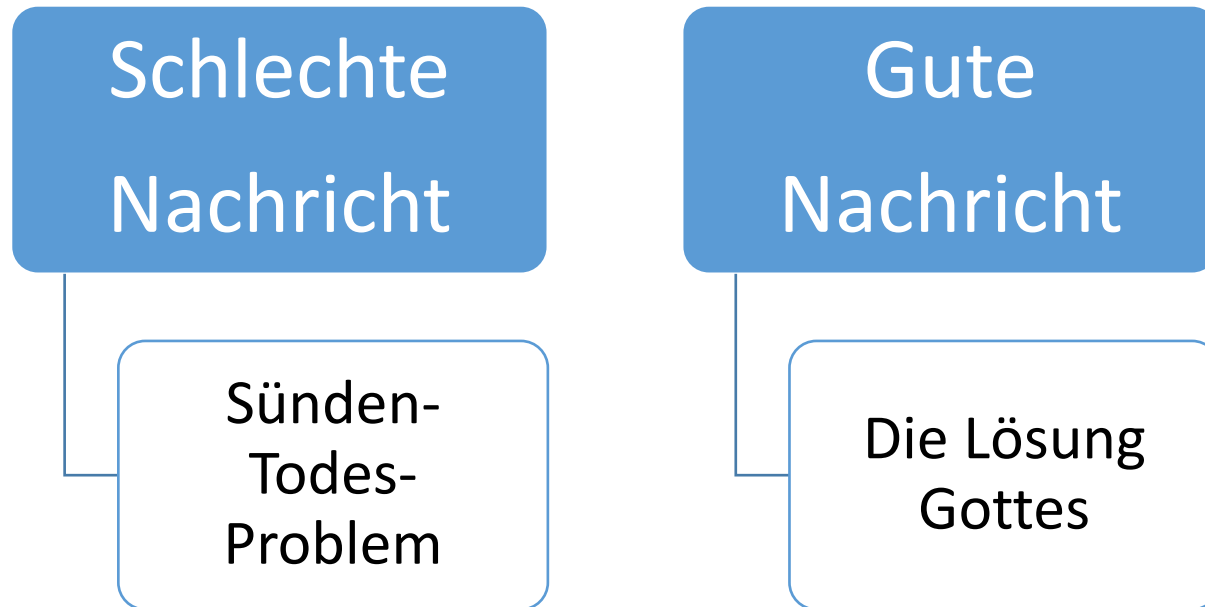 Schlechte
Nachricht
Sünden-
Todes-
Problem
Gute
Nachricht
Die Lösung
Gottes